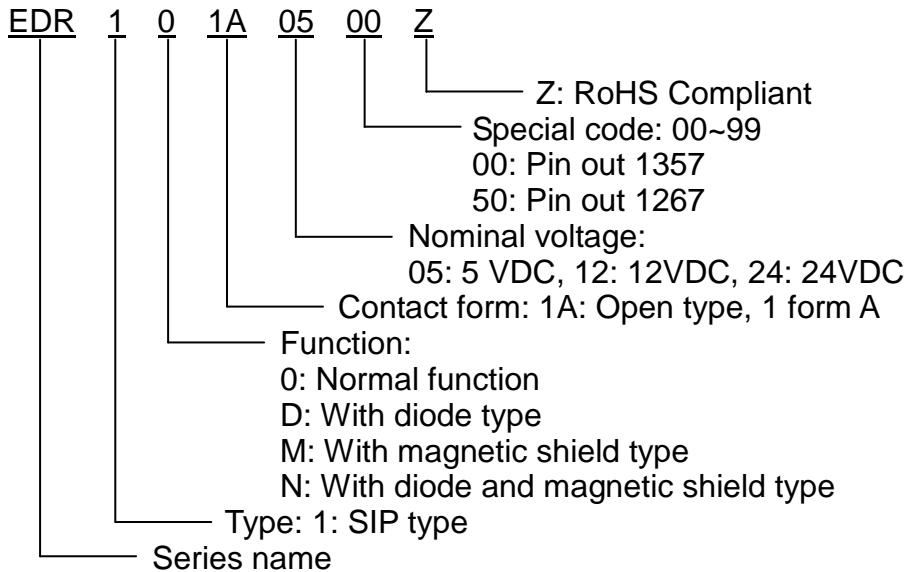 EDR 1 0 1A 05 00 Z
Z: RoHS Compliant
Special code: 00~99
00: Pin out 1357
50: Pin out 1267
Nominal voltage:
05: 5 VDC, 12: 12VDC, 24: 24VDC
Contact form: 1A: Open type, 1 form A
Function:
0: Normal function
D: With diode type
M: With magnetic shield type
N: With diode and magnetic shield type
Type: 1: SIP type
Series name